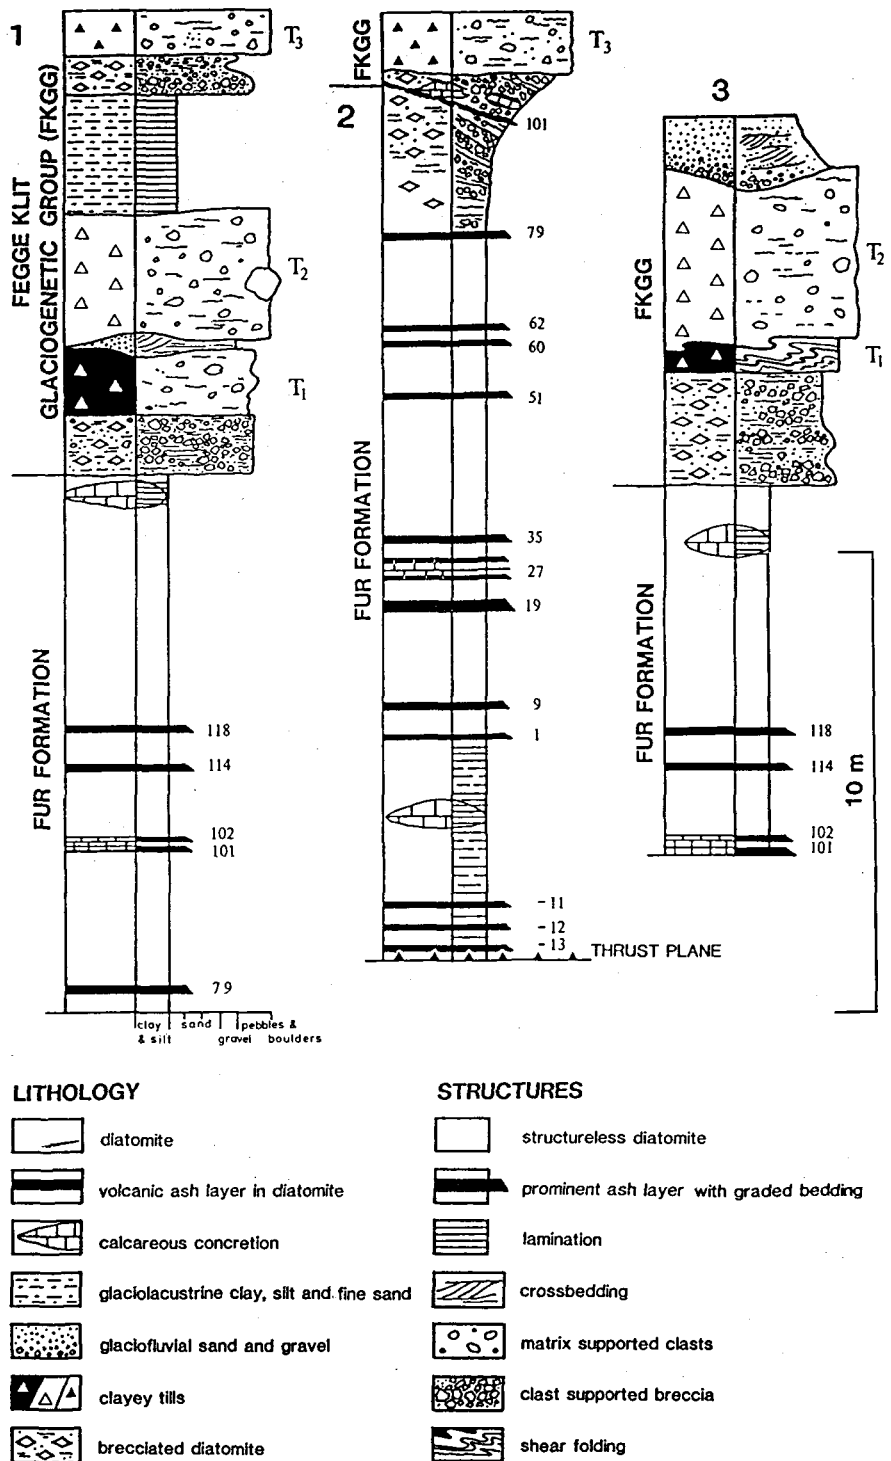 1
FEGGE KLIT
GLACIOGENETIC GROUP (FKGG)
T3
T2
T1
FUR FORMATION
118
114
102
101
79
clay & silt
sand
gravel
pebbles & boulders
2
FKGG
T3
101
79
62
60
51
35
27
19
9
1
-11
-12
-13
THRUST PLANE
FUR FORMATION
3
FKGG
T2
T1
FUR FORMATION
118
114
102
101
10 m
LITHOLOGY
diatomite
volcanic ash layer in diatomite
calcareous concretion
glaciolacustrine clay, silt and fine sand
glaciofluvial sand and gravel
clayey tills
brecciated diatomite
STRUCTURES
structureless diatomite
prominent ash layer with graded bedding
lamination
crossbedding
matrix supported clasts
clast supported breccia
shear folding